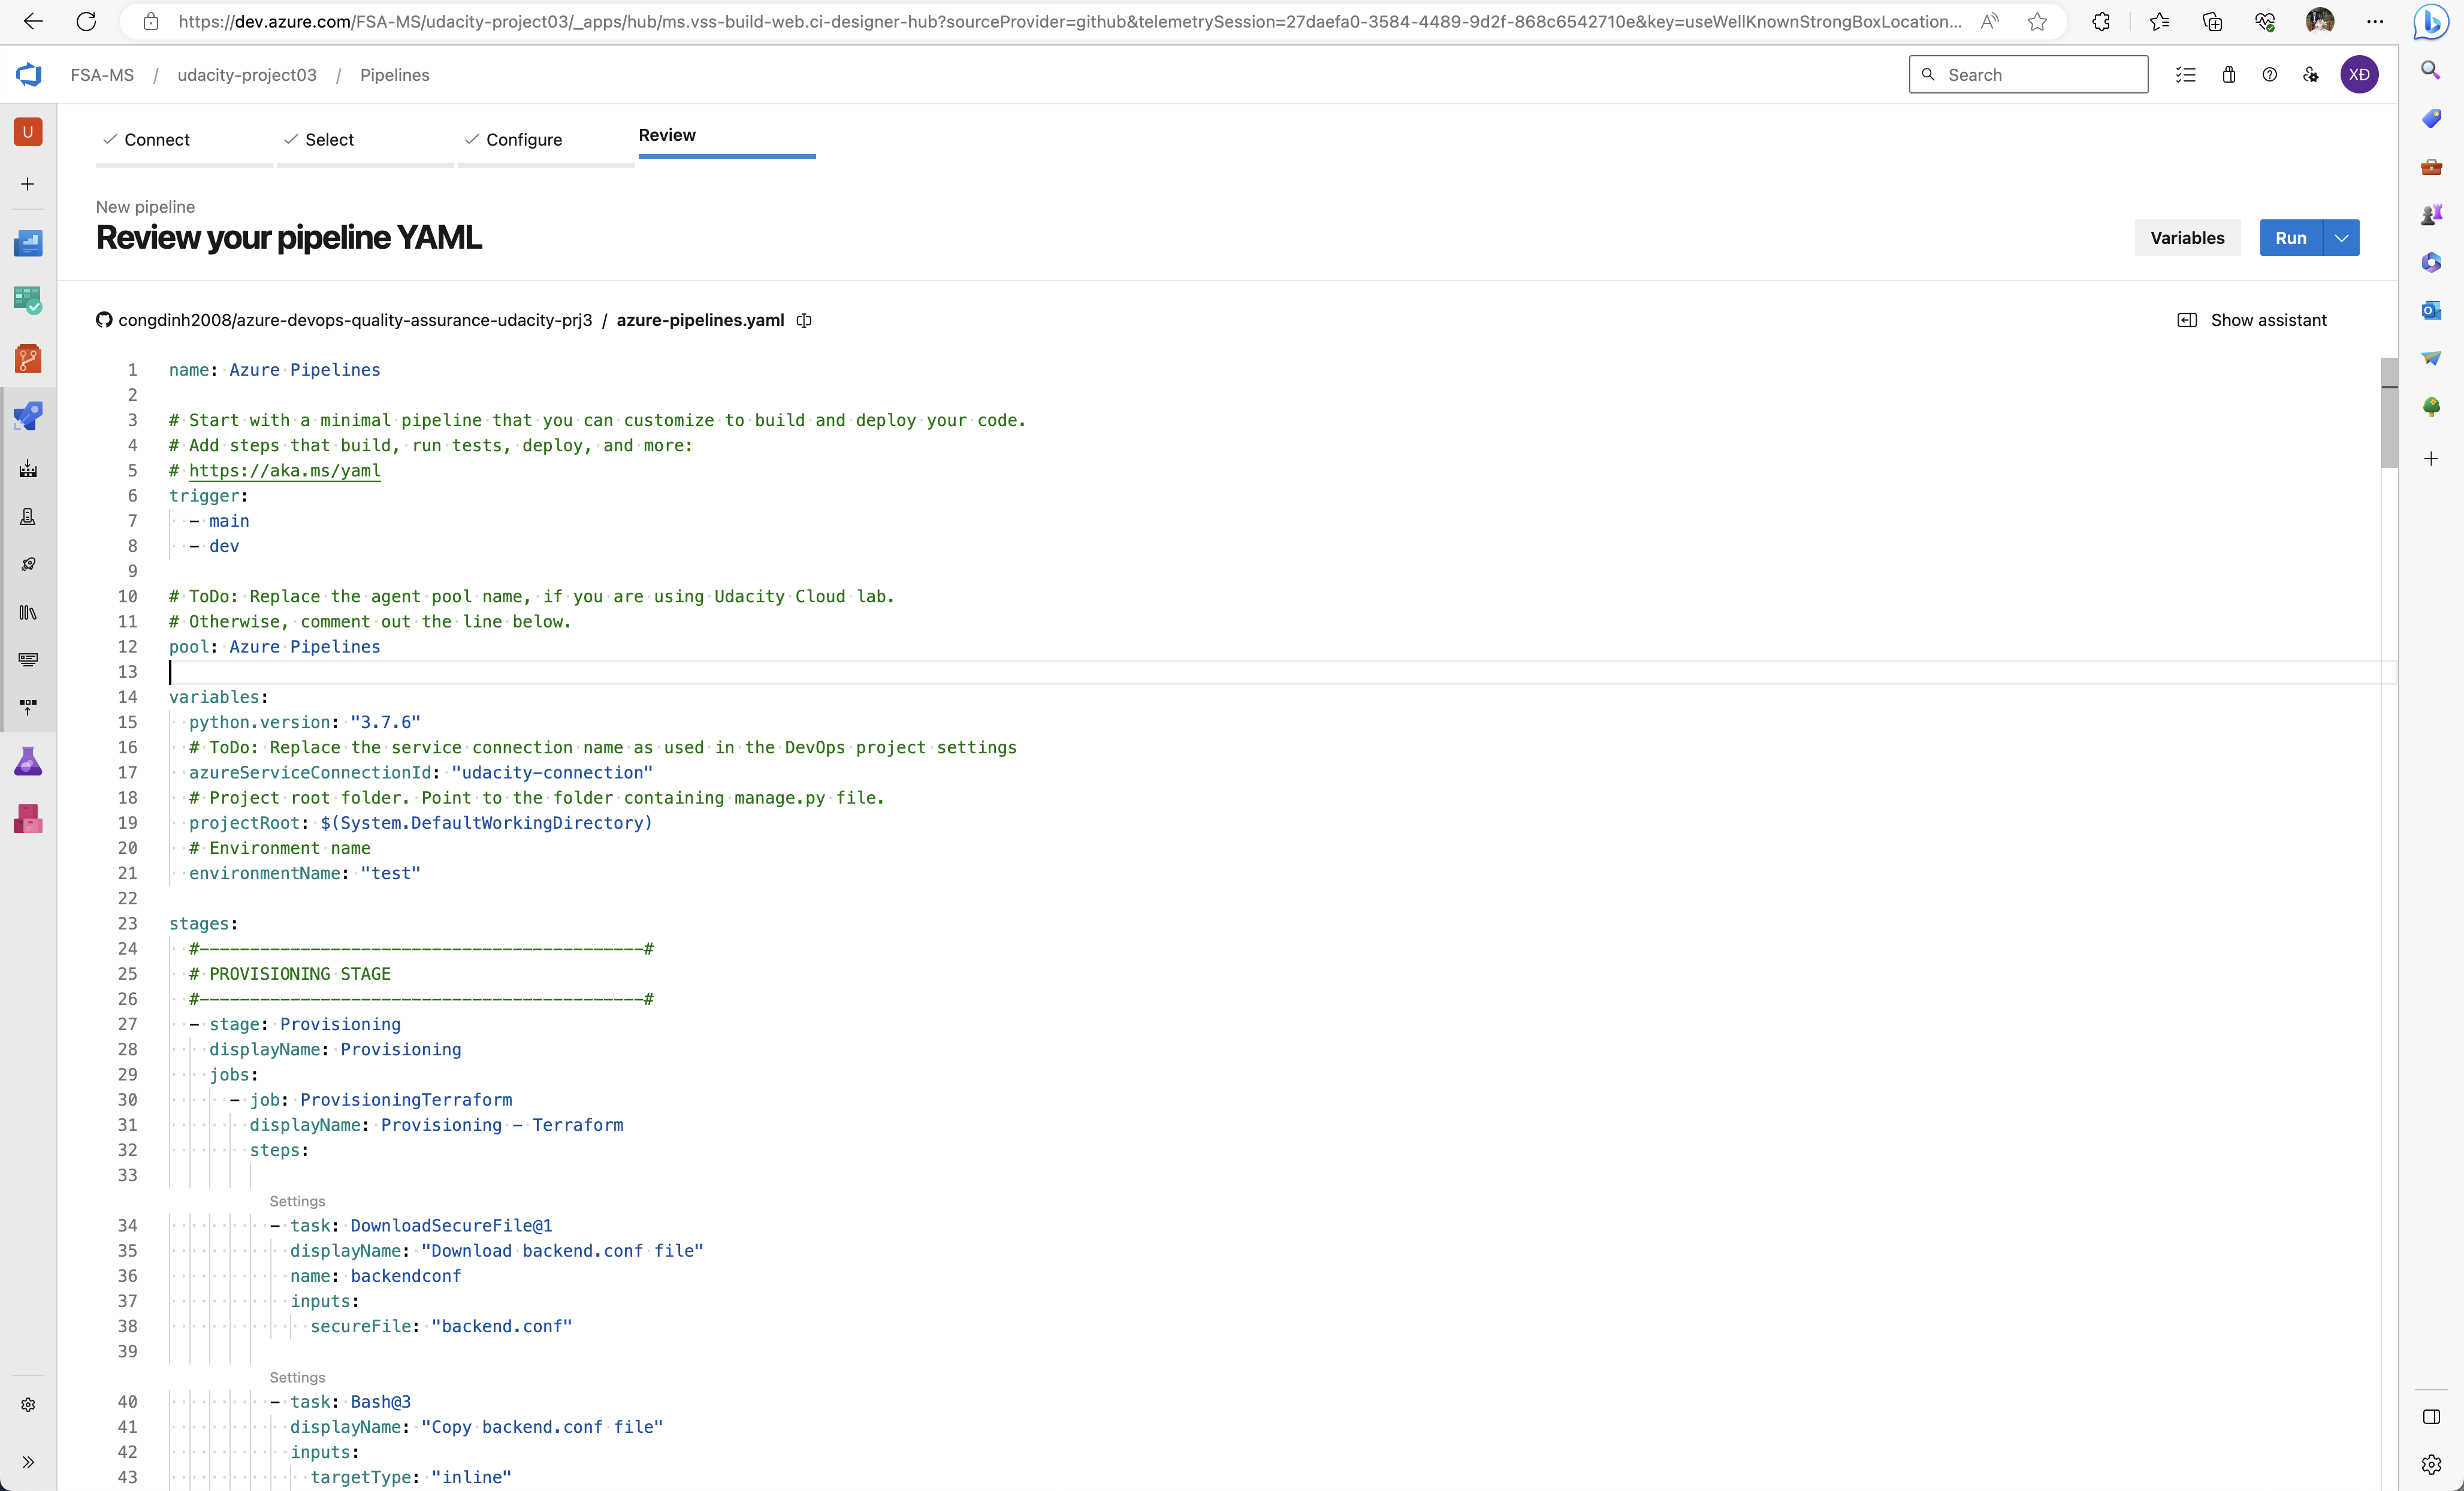 https://dev.azure.com/FSA-MS/udacity-project03/_apps/hub/ms.vss-build-web.ci-designer-hub?sourceProvider=github&telemetrySession=27daefa0-3584-4489-9d2f-868c6542710e&key=useWellKnownStrongBoxLocation...
FSA-MS / udacity-project03 / Pipelines
Search
XĐ
U
Connect
Select
Configure
Review
New pipeline
Review your pipeline YAML
Variables
Run
congdinh2008/azure-devops-quality-assurance-udacity-prj3 / azure-pipelines.yaml
Show assistant
1 name: Azure Pipelines
2
3 # Start with a minimal pipeline that you can customize to build and deploy your code.
4 # Add steps that build, run tests, deploy, and more:
5 # https://aka.ms/yaml
6 trigger:
7 - main
8 - dev
9
10 # ToDo: Replace the agent pool name, if you are using Udacity Cloud lab.
11 # Otherwise, comment out the line below.
12 pool: Azure Pipelines
13
14 variables:
15 python.version: "3.7.6"
16 # ToDo: Replace the service connection name as used in the DevOps project settings
17 azureServiceConnectionId: "udacity-connection"
18 # Project root folder. Point to the folder containing manage.py file.
19 projectRoot: $(System.DefaultWorkingDirectory)
20 # Environment name
21 environmentName: "test"
22
23 stages:
24 #--------------------------------------------#
25 # PROVISIONING STAGE
26 #--------------------------------------------#
27 - stage: Provisioning
28 displayName: Provisioning
29 jobs:
30 - job: ProvisioningTerraform
31 displayName: Provisioning - Terraform
32 steps:
33
Settings
34 - task: DownloadSecureFile@1
35 displayName: "Download backend.conf file"
36 name: backendconf
37 inputs:
38 secureFile: "backend.conf"
39
Settings
40 - task: Bash@3
41 displayName: "Copy backend.conf file"
42 inputs:
43 targetType: "inline"